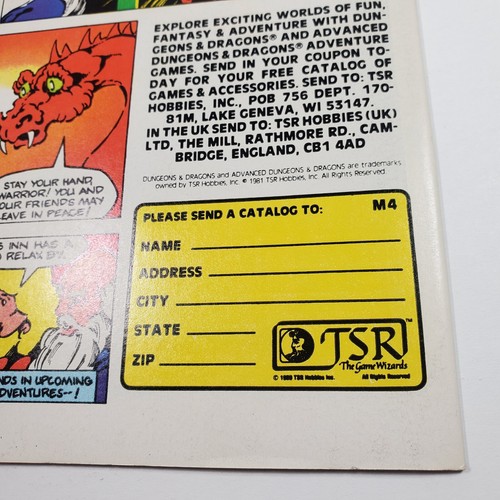 EXPLORE EXCITING WORLDS OF FUN,
FANTASY & ADVENTURE WITH DUN-
GEONS & DRAGONS® AND ADVANCED
DUNGEONS & DRAGONS® ADVENTURE
GAMES. SEND IN YOUR COUPON TO-
DAY FOR YOUR FREE CATALOG OF
GAMES & ACCESSORIES. SEND TO: TSR
HOBBIES, INC., POB 756 DEPT. 170-
81M, LAKE GENEVA, WI 53147.
IN THE UK SEND TO: TSR HOBBIES (UK)
LTD, THE MILL, RATHMORE RD., CAM-
BRIDGE, ENGLAND, CB1 4AD
DUNGEONS & DRAGONS and ADVANCED DUNGEONS & DRAGONS are trademarks
owned by TSR Hobbies, Inc. © 1981 TSR Hobbies, Inc. All Rights Reserved.
STAY YOUR HAND,
WARRIOR! YOU AND
YOUR FRIENDS MAY
LEAVE IN PEACE!
INN HAS A
RELAX BY.
NDS IN UPCOMING
DVENTURES--!
PLEASE SEND A CATALOG TO: M4
NAME
ADDRESS
CITY
STATE
ZIP
TSR™
The Game Wizards
© 1980 TSR Hobbies Inc. All Rights Reserved